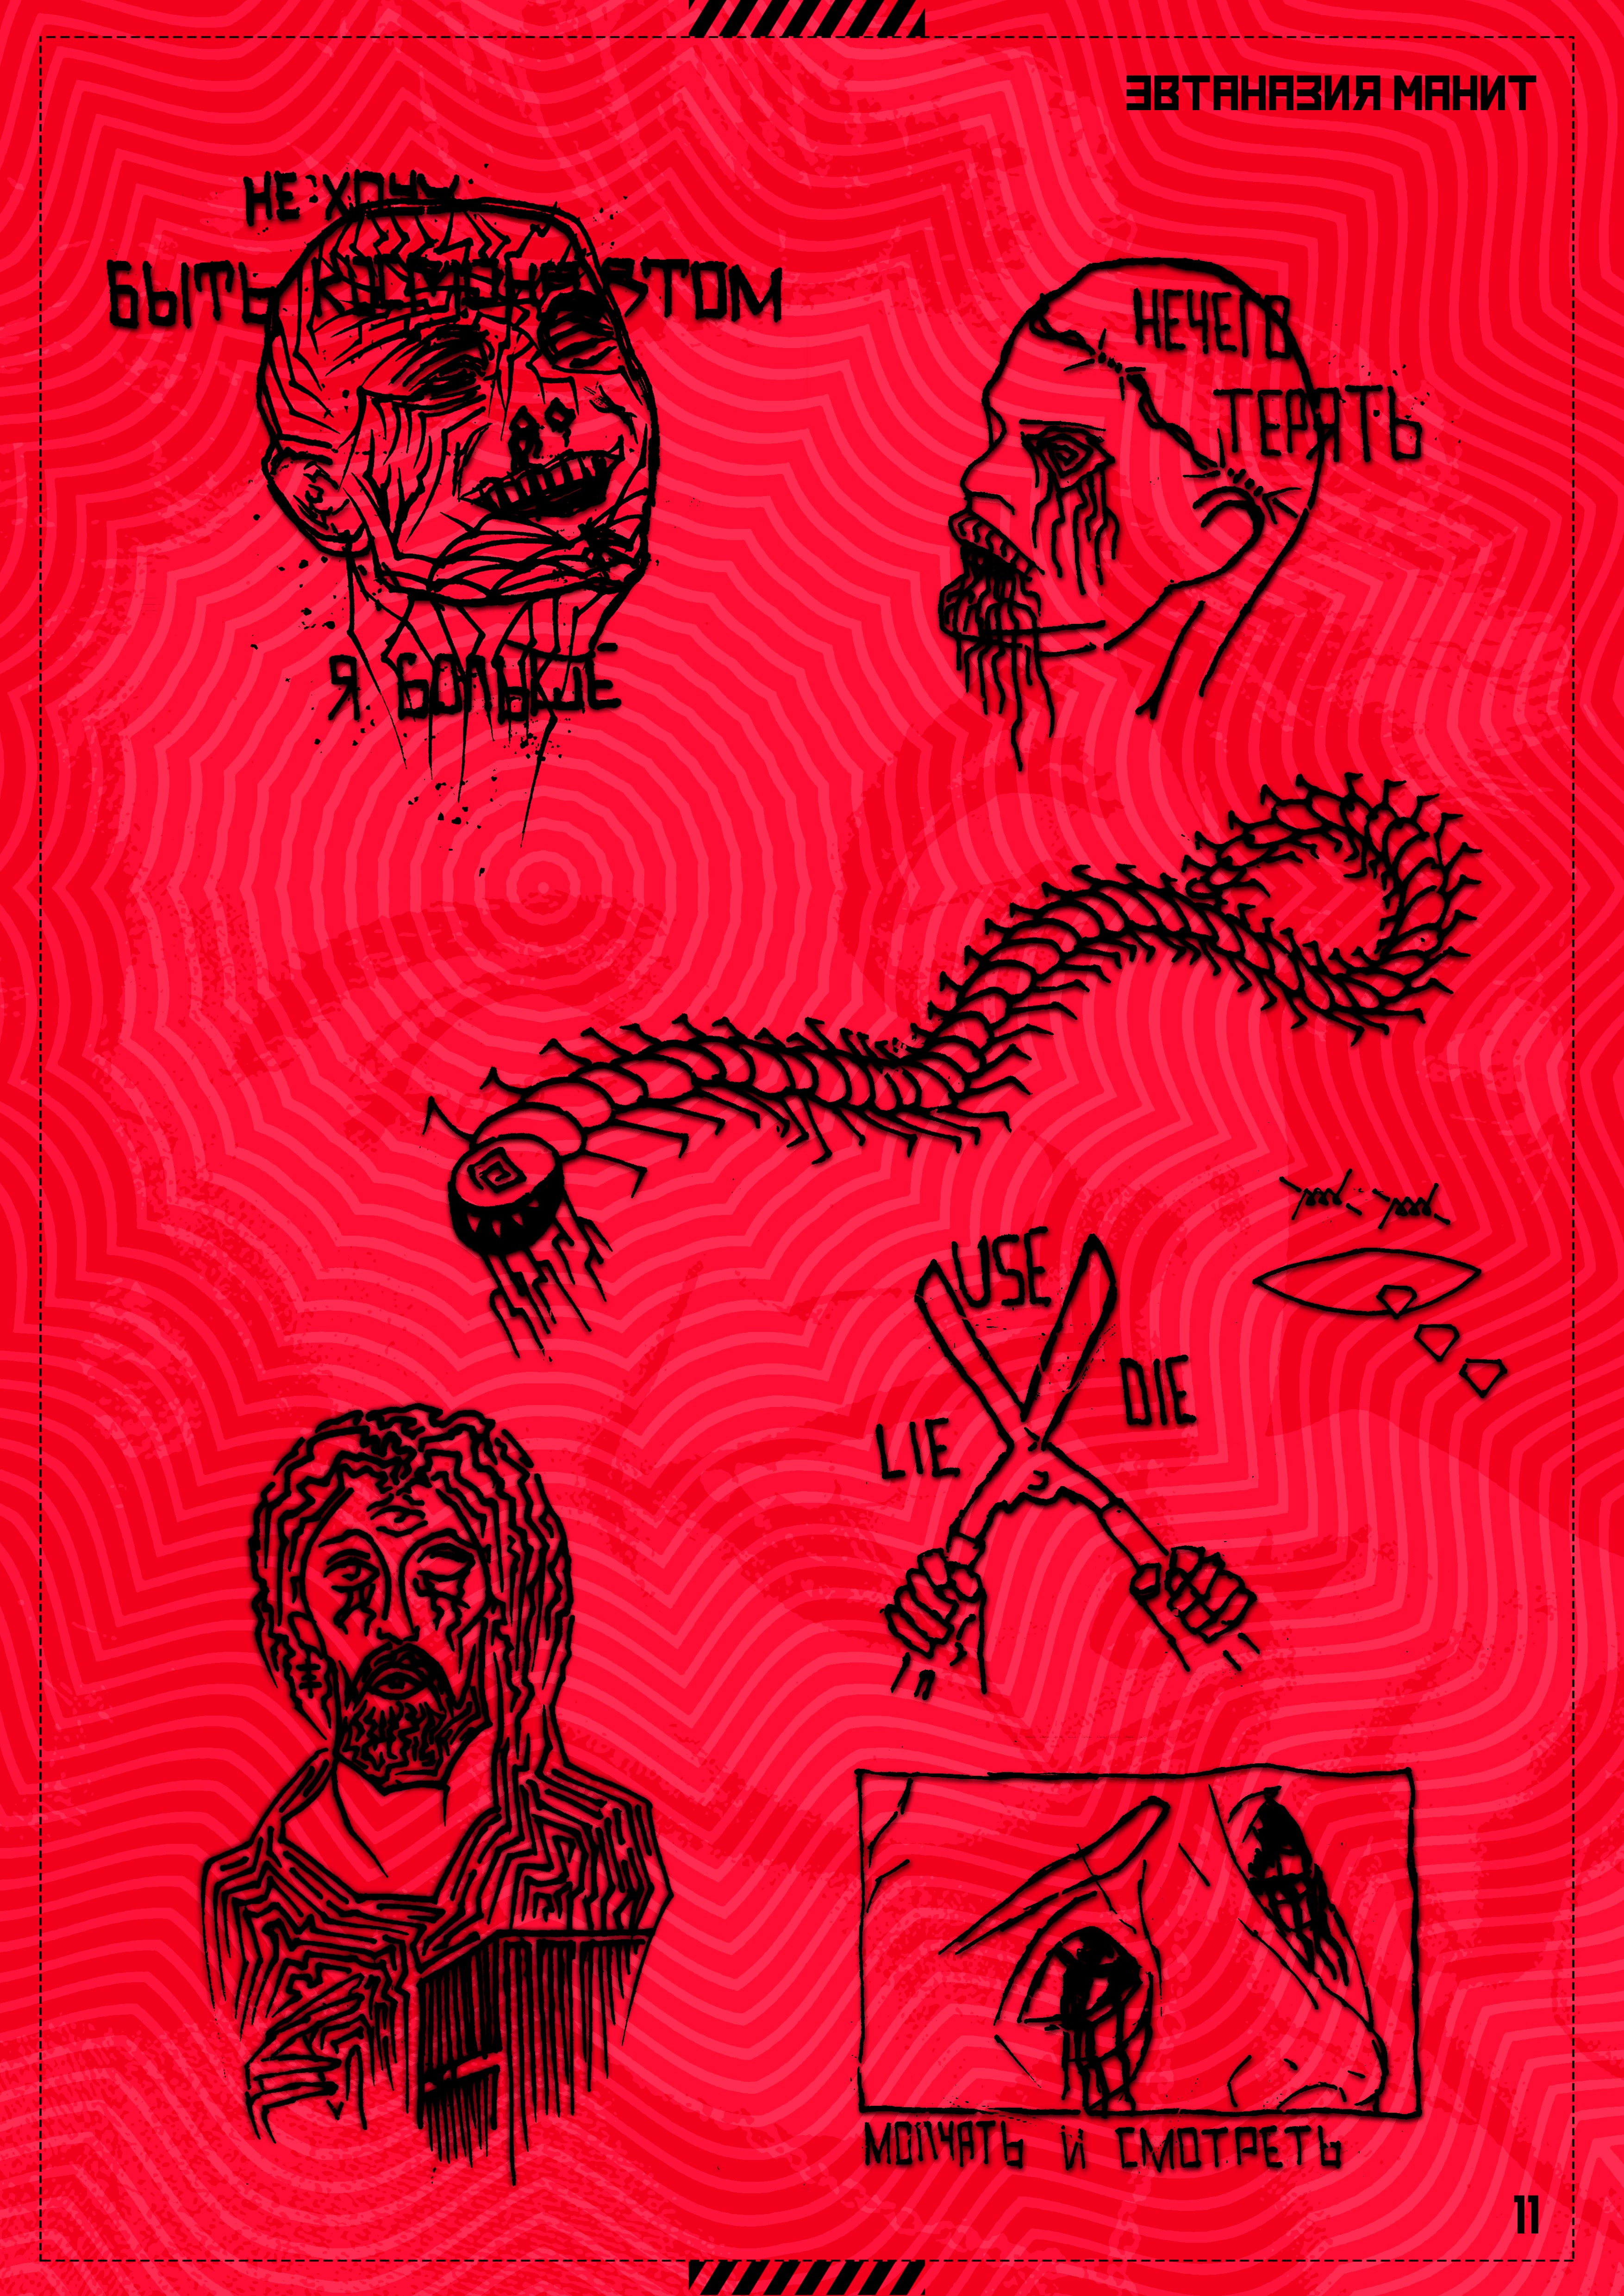 ЭВТАНАЗИЯ МАНИТ
НЕ ХОЧУ
БЫТЬ КОСМОНАВТОМ
Я БОЛЬШЕ
НЕЧЕГО
ТЕРЯТЬ
USE
DIE
LIE
МОЛЧАТЬ И СМОТРЕТЬ
11